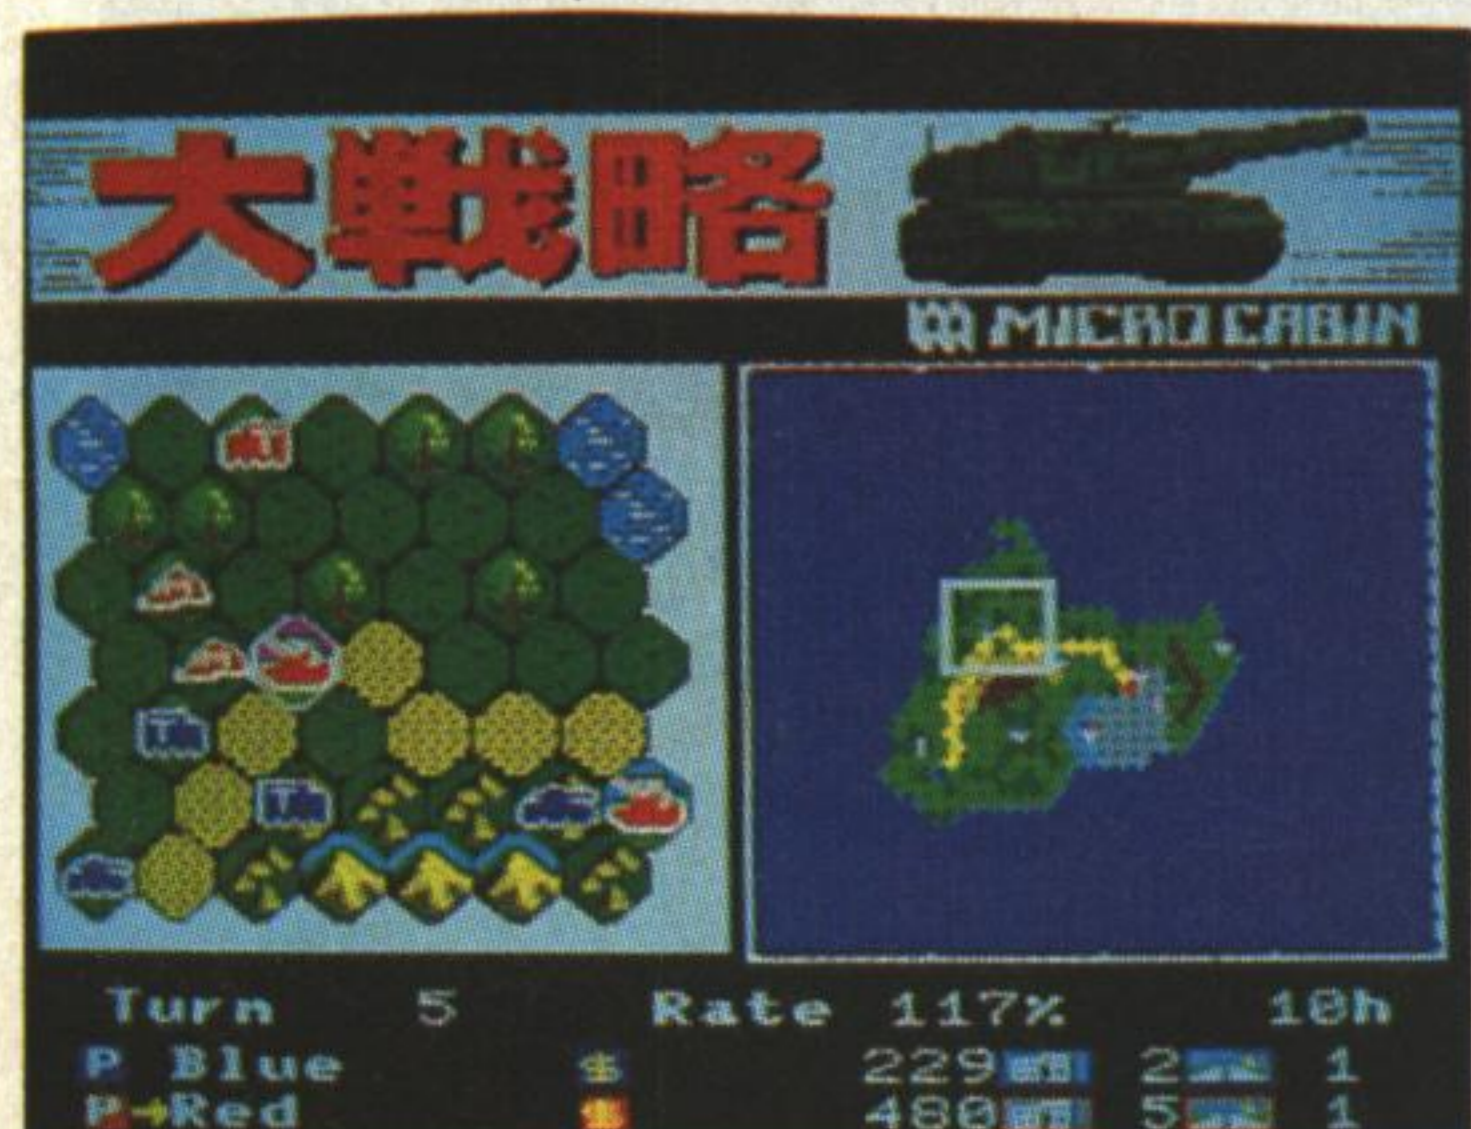 大戦略
MICRO CABIN
Turn 5 Rate 117% 10h
P Blue $ 229 2 1
P→Red $ 480 5 1